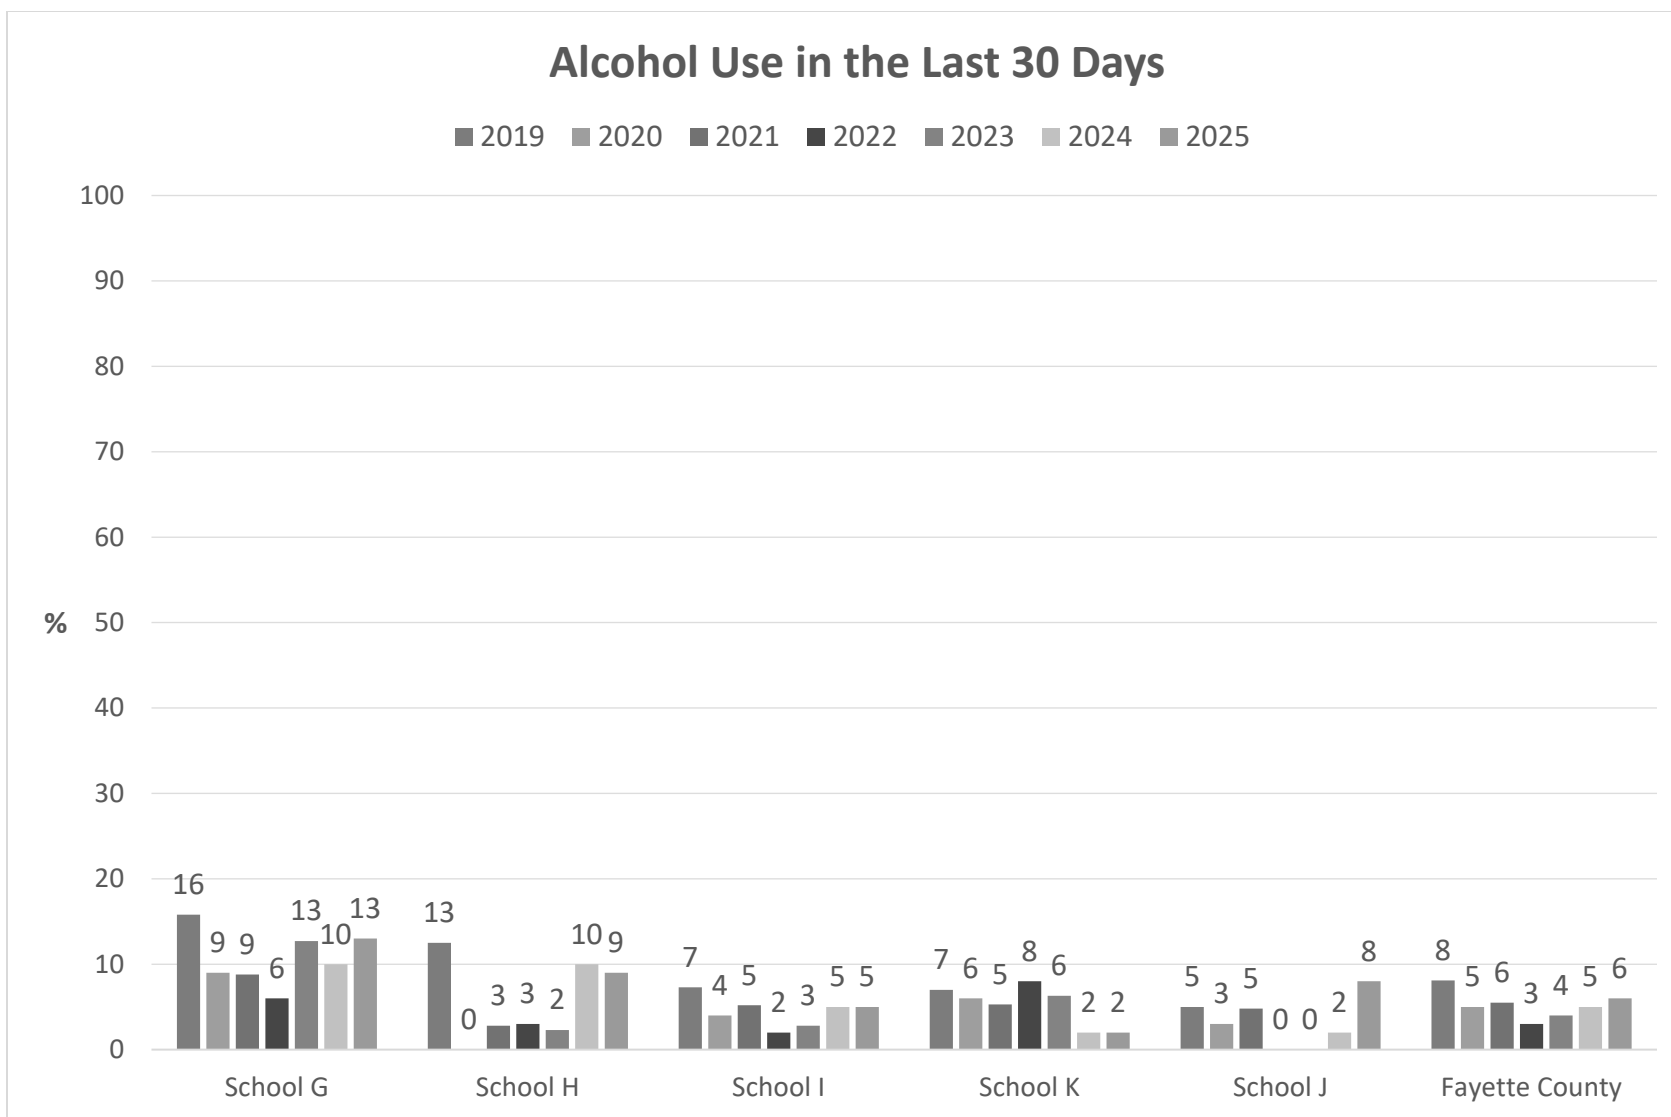 Alcohol Use in the Last 30 Days
2019 2020 2021 2022 2023 2024 2025
100
90
80
70
60
% 50
40
30
20
10
0
16 9 9 6 13 10 13
13 0 3 3 2 10 9
7 4 5 2 3 5 5
7 6 5 8 6 2 2
5 3 5 0 0 2 8
8 5 6 3 4 5 6
School G School H School I School K School J Fayette County